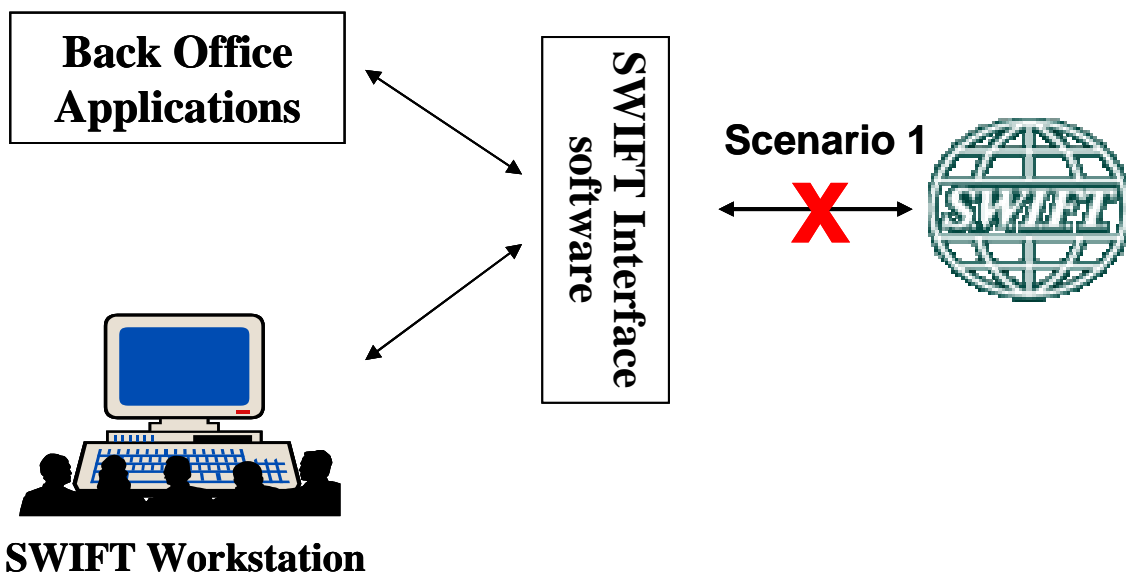 Back Office
Applications
SWIFT Interface
software
Scenario 1
X
SWIFT
SWIFT Workstation